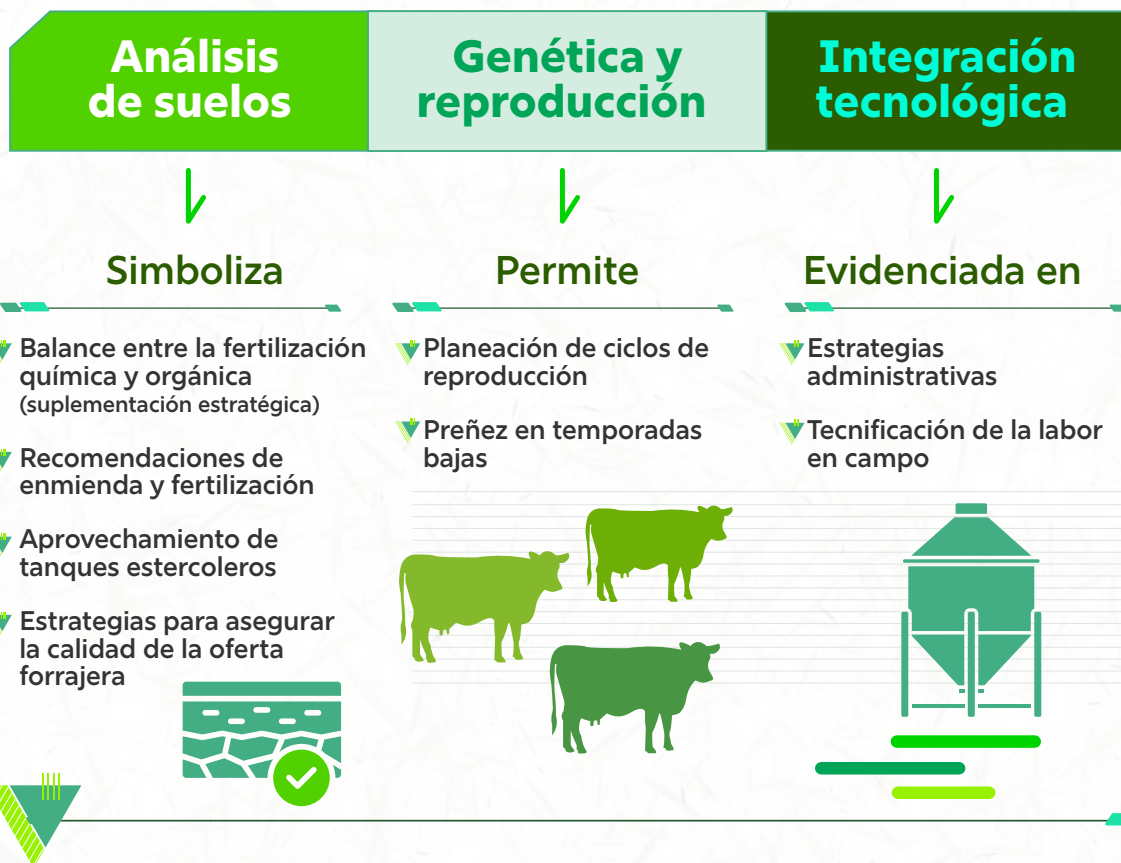 Análisis
de suelos
Simboliza
Balance entre la fertilización
química y orgánica
(suplementación estratégica)
Recomendaciones de
enmienda y fertilización
Aprovechamiento de
tanques estercoleros
Estrategias para asegurar
la calidad de la oferta
forrajera
Genética y
reproducción
Permite
Planeación de ciclos de
reproducción
Preñez en temporadas
bajas
Integración
tecnológica
Evidenciada en
Estrategias
administrativas
Tecnificación de la labor
en campo